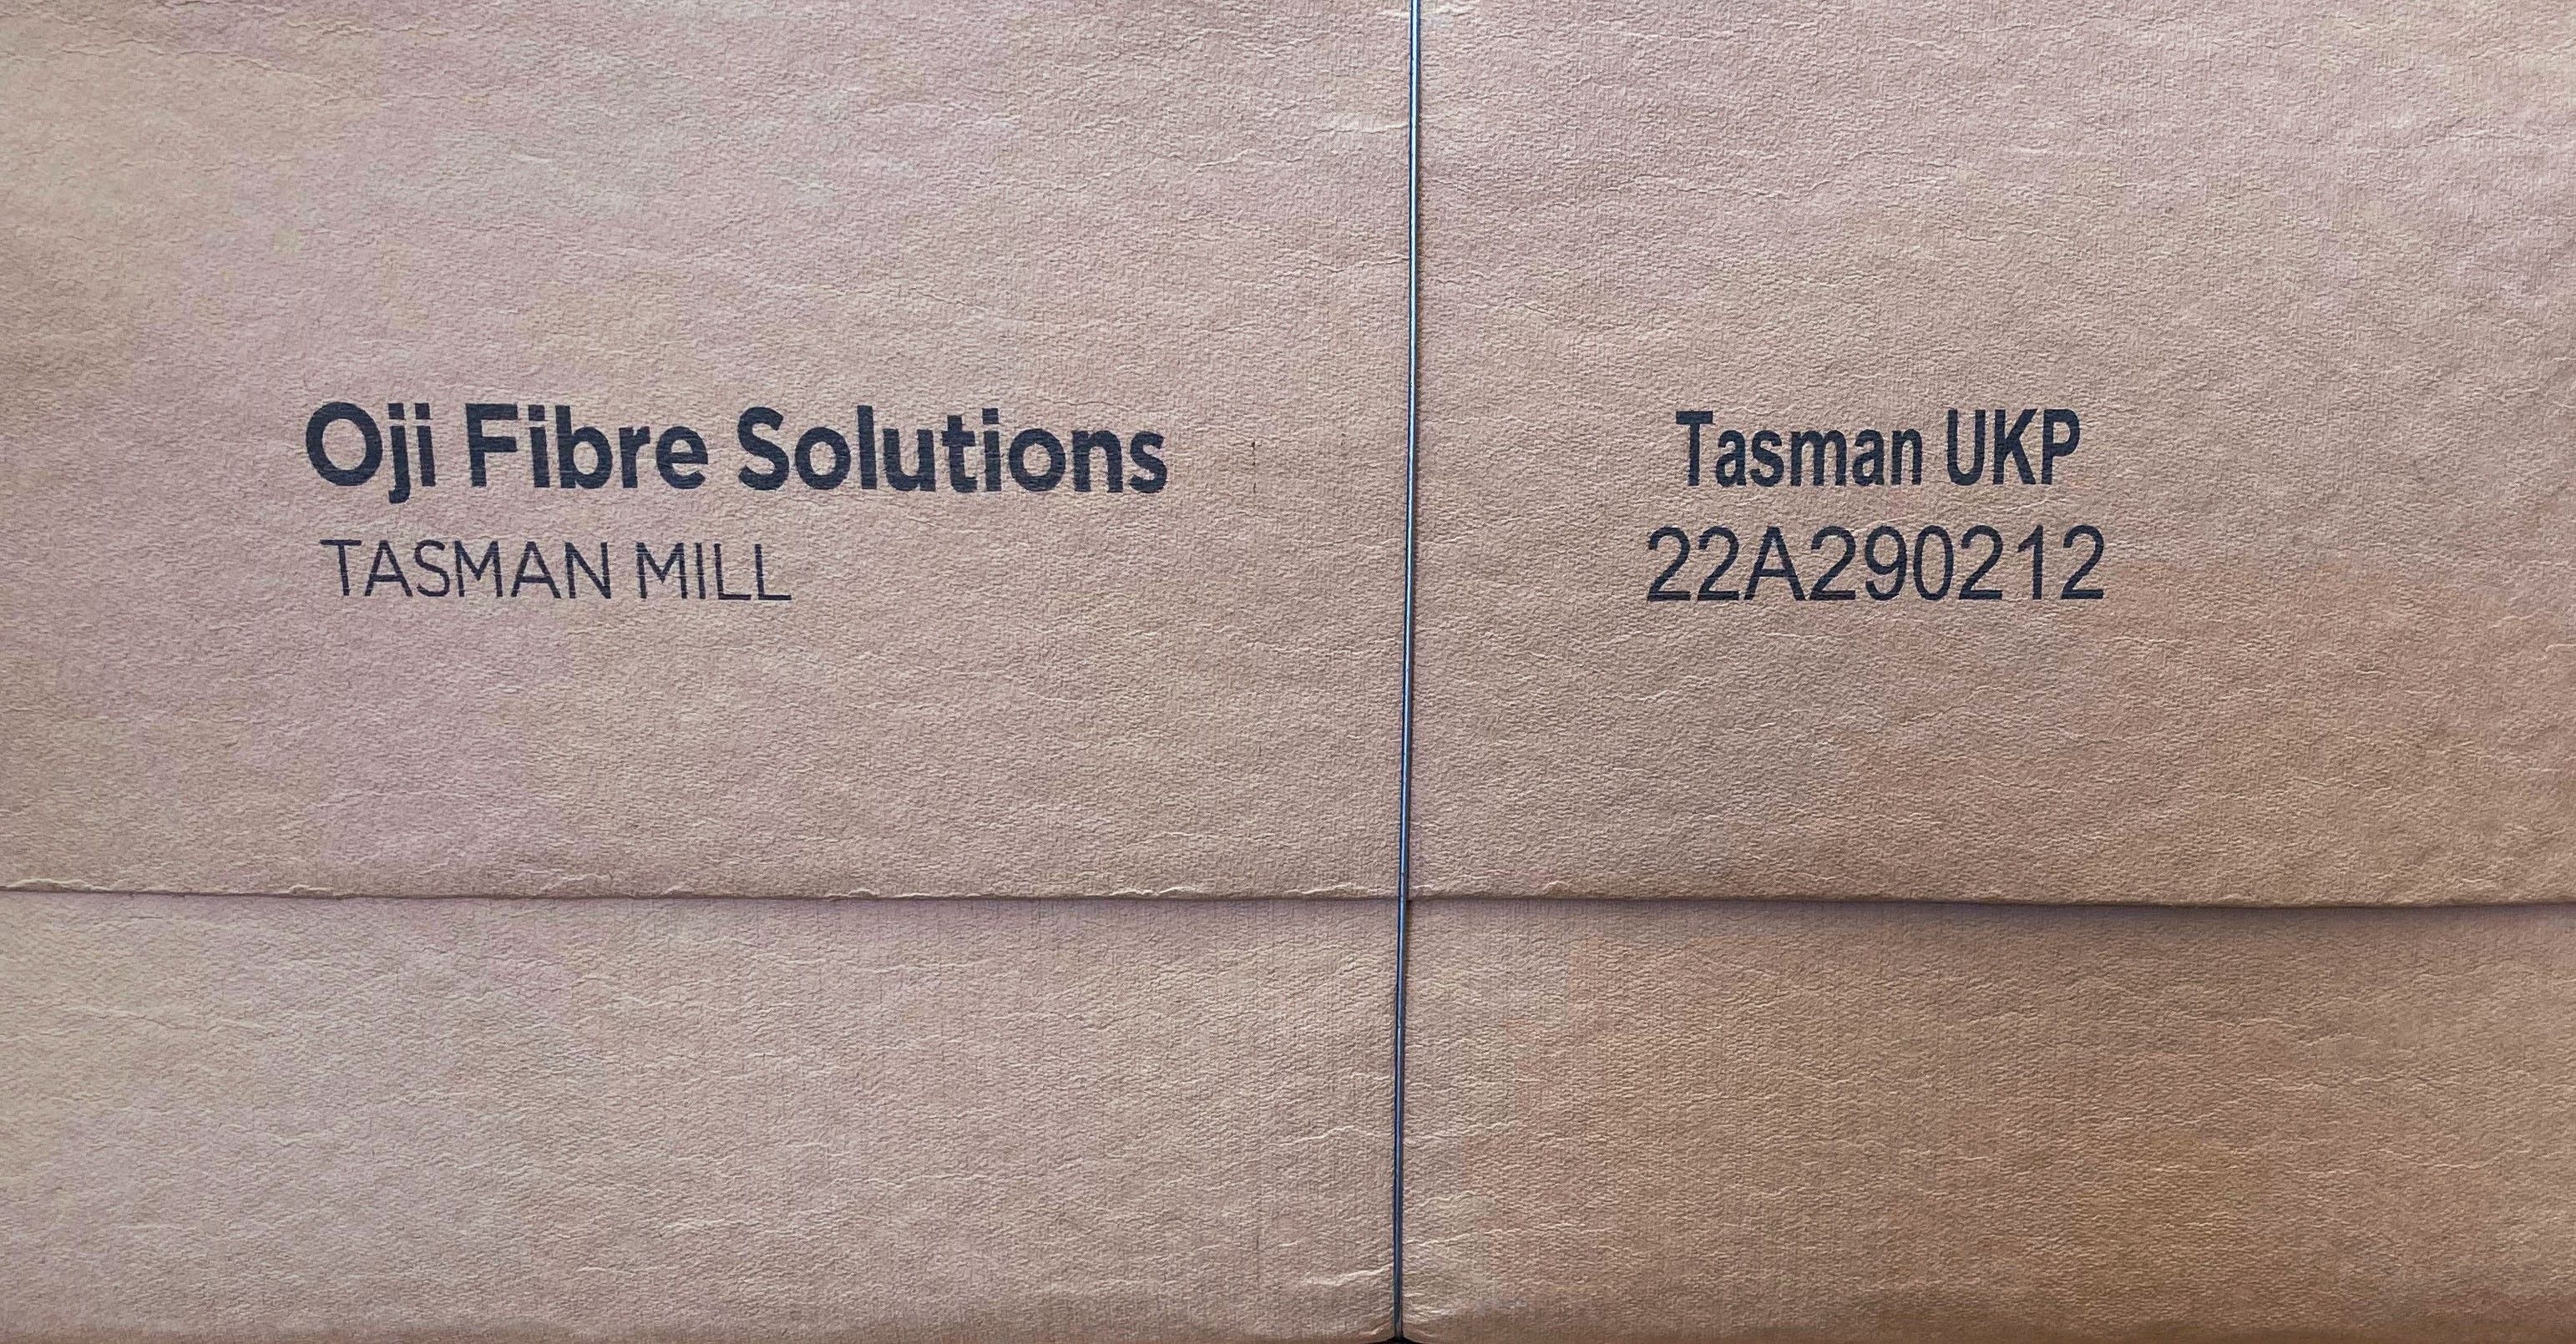 Oji Fibre Solutions
TASMAN MILL
Tasman UKP
22A290212